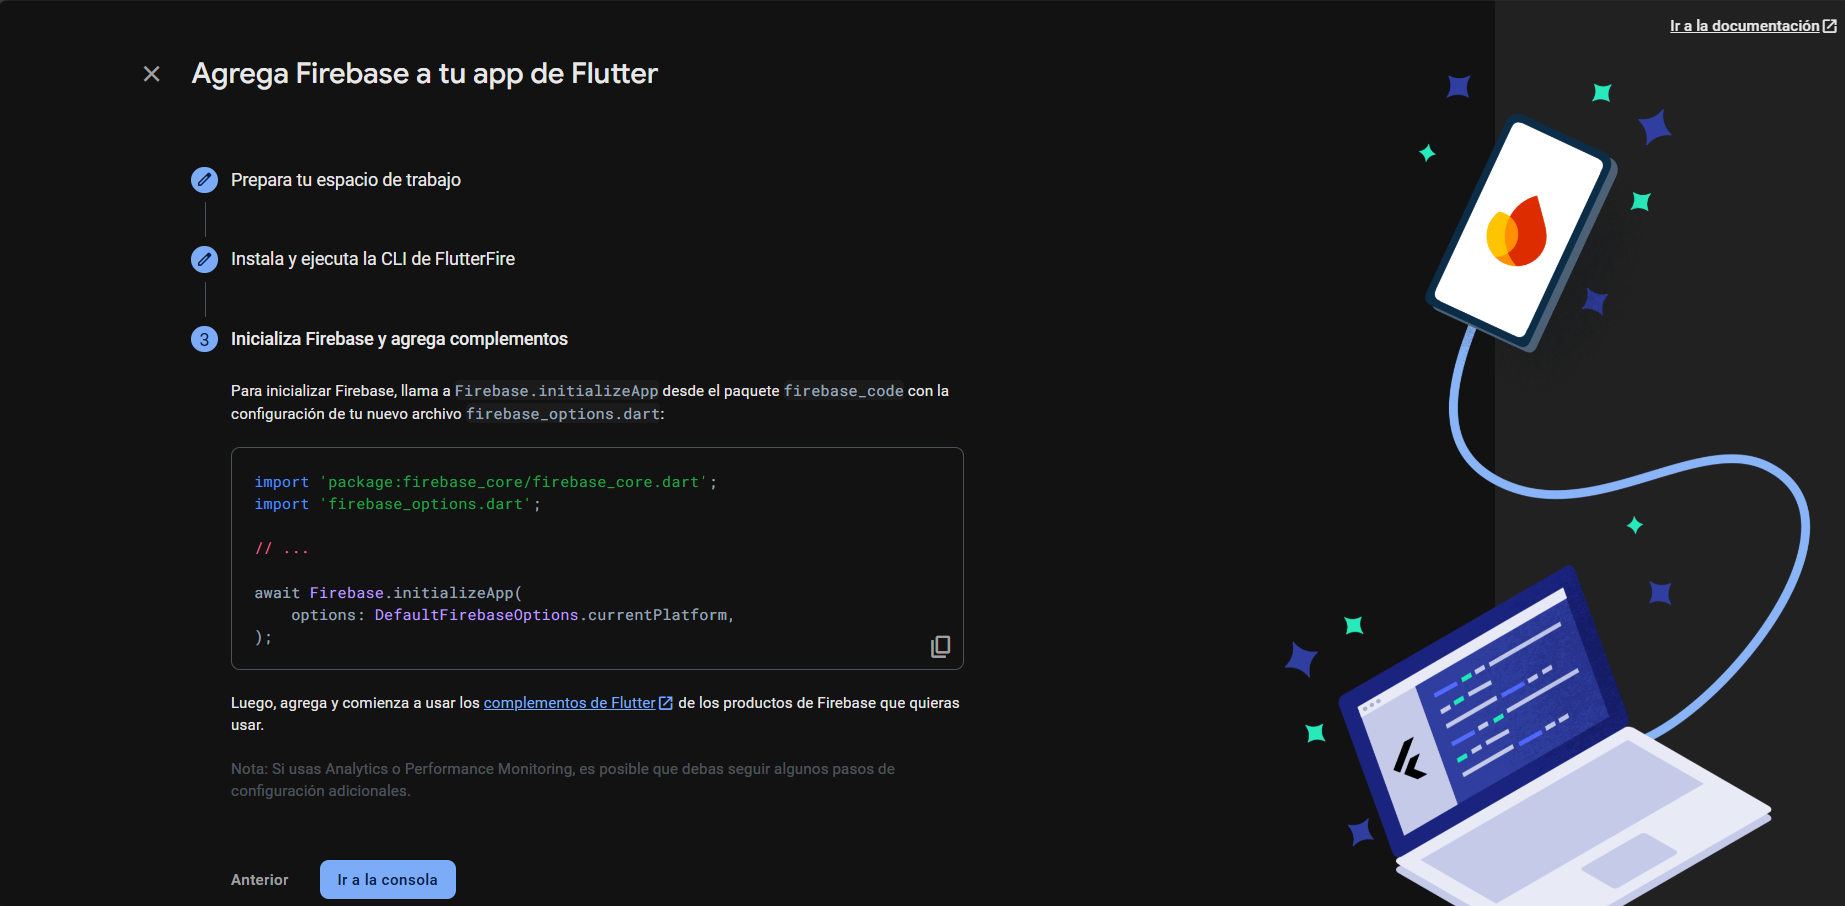 Ir a la documentación
Agrega Firebase a tu app de Flutter
Prepara tu espacio de trabajo
Instala y ejecuta la CLI de FlutterFire
3 Inicializa Firebase y agrega complementos
Para inicializar Firebase, llama a Firebase.initializeApp desde el paquete firebase_code con la
configuración de tu nuevo archivo firebase_options.dart:
import 'package:firebase_core/firebase_core.dart';
import 'firebase_options.dart';
// ...
await Firebase.initializeApp(
    options: DefaultFirebaseOptions.currentPlatform,
);
Luego, agrega y comienza a usar los complementos de Flutter de los productos de Firebase que quieras
usar.
Nota: Si usas Analytics o Performance Monitoring, es posible que debas seguir algunos pasos de
configuración adicionales.
Anterior Ir a la consola